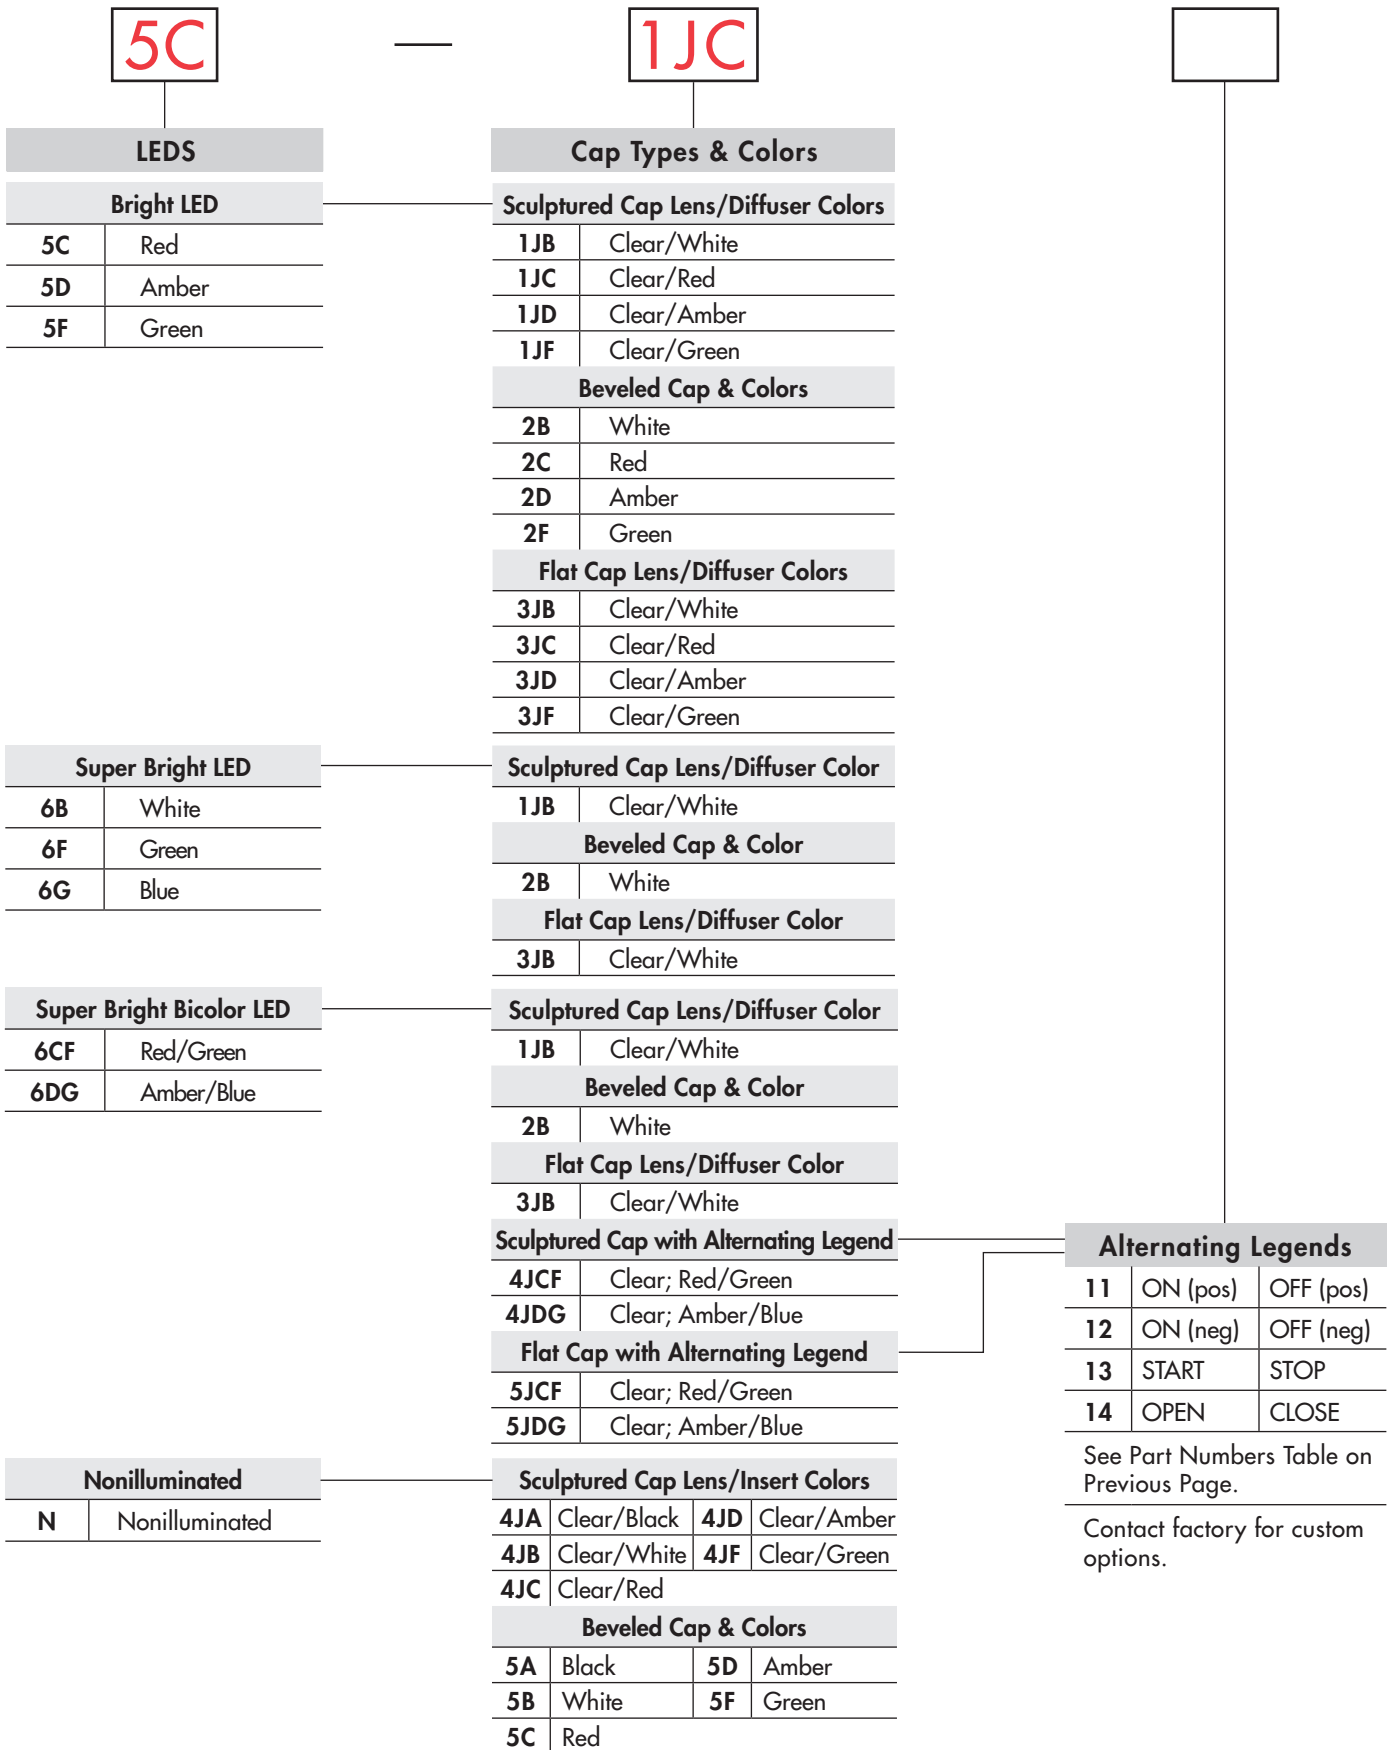 5C — 1JC
LEDS
Bright LED
5C Red
5D Amber
5F Green
Super Bright LED
6B White
6F Green
6G Blue
Super Bright Bicolor LED
6CF Red/Green
6DG Amber/Blue
Nonilluminated
N Nonilluminated
Cap Types & Colors
Sculptured Cap Lens/Diffuser Colors
1JB Clear/White
1JC Clear/Red
1JD Clear/Amber
1JF Clear/Green
Beveled Cap & Colors
2B White
2C Red
2D Amber
2F Green
Flat Cap Lens/Diffuser Colors
3JB Clear/White
3JC Clear/Red
3JD Clear/Amber
3JF Clear/Green
Sculptured Cap Lens/Diffuser Color
1JB Clear/White
Beveled Cap & Color
2B White
Flat Cap Lens/Diffuser Color
3JB Clear/White
Sculptured Cap Lens/Diffuser Color
1JB Clear/White
Beveled Cap & Color
2B White
Flat Cap Lens/Diffuser Color
3JB Clear/White
Sculptured Cap with Alternating Legend
4JCF Clear; Red/Green
4JDG Clear; Amber/Blue
Flat Cap with Alternating Legend
5JCF Clear; Red/Green
5JDG Clear; Amber/Blue
Sculptured Cap Lens/Insert Colors
4JA Clear/Black 4JD Clear/Amber
4JB Clear/White 4JF Clear/Green
4JC Clear/Red
Beveled Cap & Colors
5A Black 5D Amber
5B White 5F Green
5C Red
Alternating Legends
11 ON (pos) OFF (pos)
12 ON (neg) OFF (neg)
13 START STOP
14 OPEN CLOSE
See Part Numbers Table on
Previous Page.
Contact factory for custom
options.